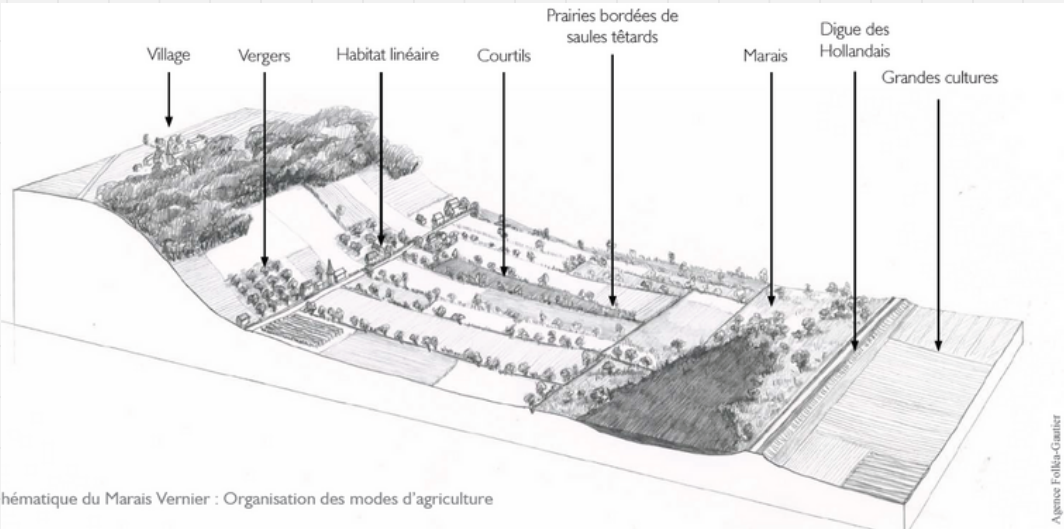 Village
Vergers
Habitat linéaire
Courtils
Prairies bordées de
saules têtards
Marais
Digue des
Hollandais
Grandes cultures
hématique du Marais Vernier : Organisation des modes d'agriculture
Agence Folléa-Gautier